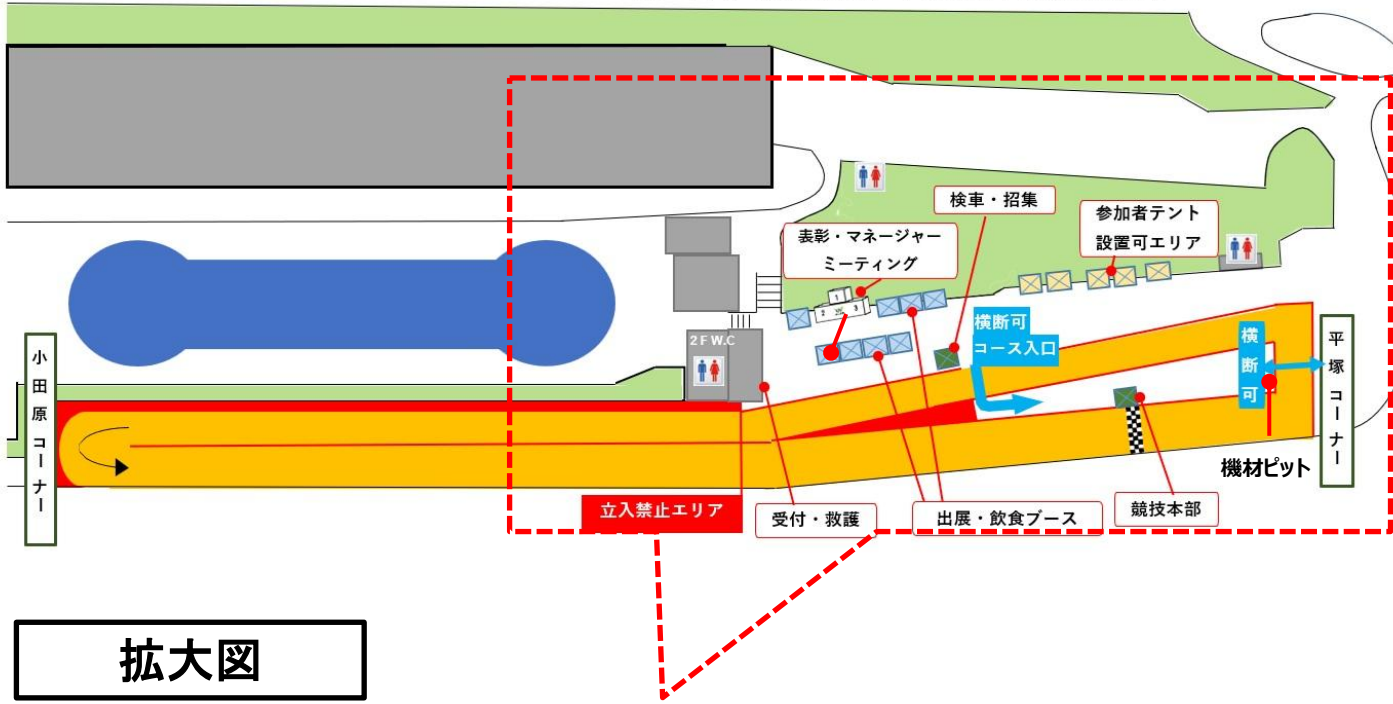 検車・招集
参加者テント
設置可エリア
表彰・マネージャー
ミーティング
1
2
3
横断可
コース入口
2F W.C
小田原コーナー
横断可
平塚コーナー
機材ピット
立入禁止エリア
受付・救護
出展・飲食ブース
競技本部
拡大図